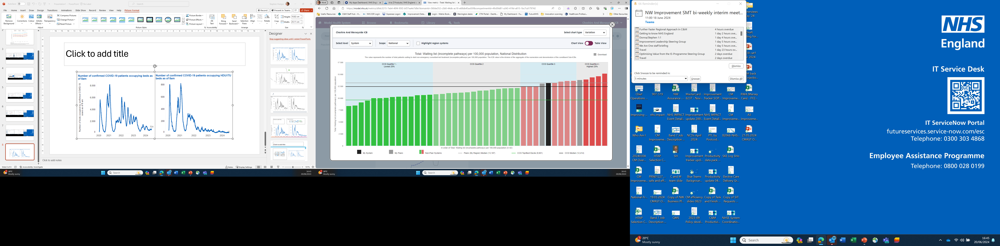 AutoSave
Presentation1 - PowerPoint
No Label
Search
Stephen Hodges
File Home Insert Draw Design Transitions Animations Slide Show Record Review View Help Picture Format
Record
Present in Teams
Share
Remove Background
Corrections
Colour
Artistic Effects
Transparency
Compress Pictures
Change Picture
Reset Picture
Adjust
Picture Styles
Picture Border
Picture Effects
Picture Layout
Alt Text
Accessibility
Bring Forward
Send Backward
Selection Pane
Align
Group
Rotate
Arrange
Crop
Height: 10.82 cm
Width: 25.11 cm
Size
2
3
4
5
6
7
8
Click to add title
Number of confirmed COVID-19 patients occupying beds as of 8am
Number of beds occupied by confirmed COVID-19 cases as of 8 am
8,000
6,000
4,000
2,000
0
731
2020 2021 2022 2023 2024
Number of confirmed COVID-19 patients occupying HDU/ITU beds as of 8am
800
600
400
200
0
2020 2021 2022 2023 2024
Click to add notes
Designer
Stop suggesting ideas until I restart PowerPoint.
Click to add title
Slide 8 of 8
Accessibility: Investigate
Notes
Display Settings
101%
20°C
Mostly sunny
Search
16:45
20/06/2024
Work
My Apps Dashboard | NHS Eng
A to Z Products | NHS England a
View metric - Total: Waiting list (
https://model.nhs.uk/metrics/d9dc3215-7eb4-40f4-95f2-bf37ea4e7d8e?domainId=360de352-c3b8-44db-ac18-e68db45ac65f&compartmentId=49c89d81-a343-419d-a815-1bc7cd179742
Useful Resources
C&M Staff Hub - H...
NHS ESR Login
Expenses Logon
Improvement Data...
Login - Matrix Book...
Warrington desks
CTM Portal - Dashb...
My Dashboard - Fu...
FutureNHS
Innovation scanning
Healthcare Professi...
Other favourites
Model Health System
Browse
Bookmarks
Library
Tools
Cheshire And Merseyside ICB
Cheshire And Merseyside ICB
Select chart type
Variation
Select level
System
Scope
National
Highlight region systems
Chart View
Table View
Total: Waiting list (incomplete pathways) per 100,000 population, National Distribution
The value represents the number of total patients waiting to start non-emergency consultant-led treatment (incomplete pathways) per 100,000 population. The ICB value is the division of the aggregate of the numerators and denominators of the constituent Sub-ICBs.
Download
Total: Waiting list (incomplete pathways) per 100,000 population
17 500
15 000
12 500
10 000
7 500
5 000
2 500
0
CCG Quartile 1 - Lowest 25%
CCG Quartile 2
CCG Quartile 3
CCG Quartile 4 - Highest 25%
In order of Total: Waiting list (incomplete pathways) per 100,000 population (n=42)
My System
My Peers
Non-Peer Systems
Peers (My Region) Median (13,187)
CCG Top/Best Decile (9,601)
CCG Median (12,414)
20°C
Mostly sunny
Search
16:45
20/06/2024
66 Reminder(s)
NW Improvement SMT bi-weekly interim meet...
11:00 18 June 2024
Teams
Further Faster Regional Approach in C&M 4 hours overdue
Getting to know NHS England 1 day 2 hours ove...
Donna/Stephen 1:1 1 day 4 hours ove...
Improvement Leadership Steering Group 1 day 5 hours ove...
We Are One staff briefing 1 day 5 hours ove...
Travel 1 day 23 hours ov...
Optimising Value from the IS-Programme Steering Group 2 days overdue
Travel 2 days overdue
Dismiss
Click Snooze to be reminded in:
5 minutes
Snooze
Dismiss All
Chief Operations ...
907-519
NW Assurance -...
MasterCard - 8237 - Nov...
Improvement Tracker SOP...
CM Improveme...
RW4 (Mersey Care) - FY2...
Improving-...
nhs impact
NHS IMPACT Event Detail...
Improvement update 200...
NHS IMPACT Event Detail...
CM Improveme...
A3 Improveme...
Who Am I
CM Improveme...
Band 7 Job Description ...
NCDs April 2024
PTL by Postcod...
B2068-NHS...
21.05.2024 CMAST O...
20240304 CM Over...
HTAP Selection C...
SH
Improvement tracker upd...
Productivity data pack ...
SKE Log SHo
CM Improveme...
PRN01227_... safe and eff...
C and M team slide
Blue Teams Backgroun...
Productivity update 04...
Elective Care Delivery Gr...
National-Fr...
19.03.2024 CMAST O...
Copy of NW Business Pl...
CM efficiency slides 0823
Copy of Task and Finish ...
Copy of SIT Requests ...
HTAP Selection C...
Band 7 Job Description ...
QMS
2023-09 Policy devel...
C&M Productivi...
NHSE System Coordinatio...
NHS
England
IT Service Desk
IT ServiceNow Portal
futureservices.service-now.com/esc
Telephone: 0300 303 4868
Employee Assistance Programme
Telephone: 0800 028 0199
20°C
Mostly sunny
Search
16:45
20/06/2024